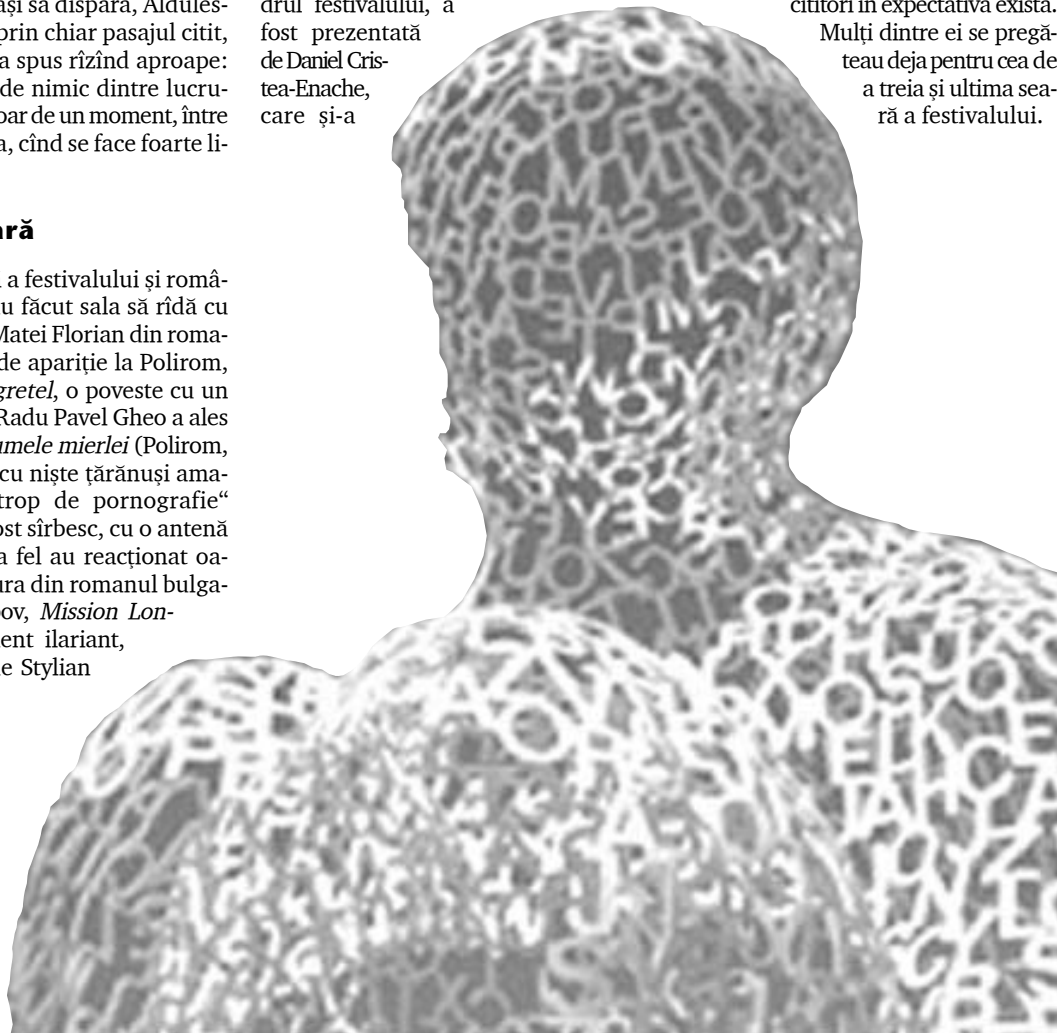 ași să dispară, Aldules-
prin chiar pasajul citit,
a spus rîzînd aproape:
de nimic dintre lucru-
oar de un moment, între
a, cînd se face foarte li-
ară
a festivalului și romȃ-
u făcut sala să rîdă cu
Matei Florian din roma-
de apariție la Polirom,
gretel, o poveste cu un
Radu Pavel Gheo a ales
umele mierlei (Polirom,
cu niște țărănuși ama-
trop de pornografie“
ost sîrbesc, cu o antenă
a fel au reacționat oa-
ura din romanul bulga-
ov, Mission Lon-
ent ilariant,
e Stylian
drul festivalului, a
fost prezentată
de Daniel Cris-
tea-Enache,
care și-a
cititori în expectativă există.
Mulți dintre ei se pregă-
teau deja pentru cea de
a treia și ultima sea-
ră a festivalului.